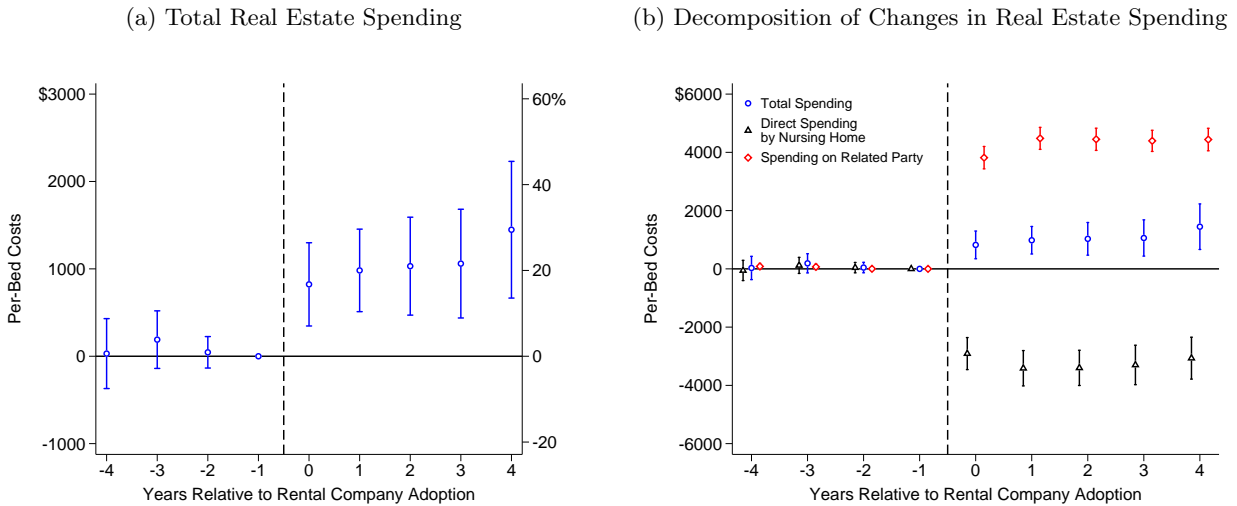 (a) Total Real Estate Spending
$3000
2000
1000
0
-1000
60%
40
20
0
-20
Per-Bed Costs
-4 -3 -2 -1 0 1 2 3 4
Years Relative to Rental Company Adoption
(b) Decomposition of Changes in Real Estate Spending
$6000
4000
2000
0
-2000
-4000
-6000
Per-Bed Costs
Total Spending
Direct Spending
by Nursing Home
Spending on Related Party
-4 -3 -2 -1 0 1 2 3 4
Years Relative to Rental Company Adoption